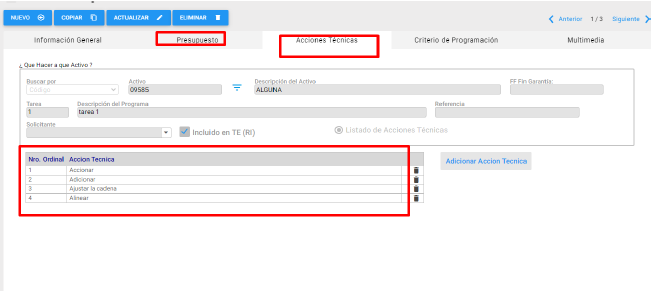 NUEVO COPIAR ACTUALIZAR ELIMINAR
Anterior 1 / 3 Siguiente
Información General Presupuesto Acciones Técnicas Criterio de Programación Multimedia
¿ Que Hacer a que Activo ?
Buscar por Activo Descripción del Activo FF Fin Garantía:
Código 09585 ALGUNA
Tarea Descripción del Programa Referencia
1 tarea 1
Solicitante
Incluido en TE (RI) Listado de Acciones Técnicas
Nro. Ordinal Accion Tecnica
1 Accionar
2 Adicionar
3 Ajustar la cadena
4 Alinear
Adicionar Accion Tecnica